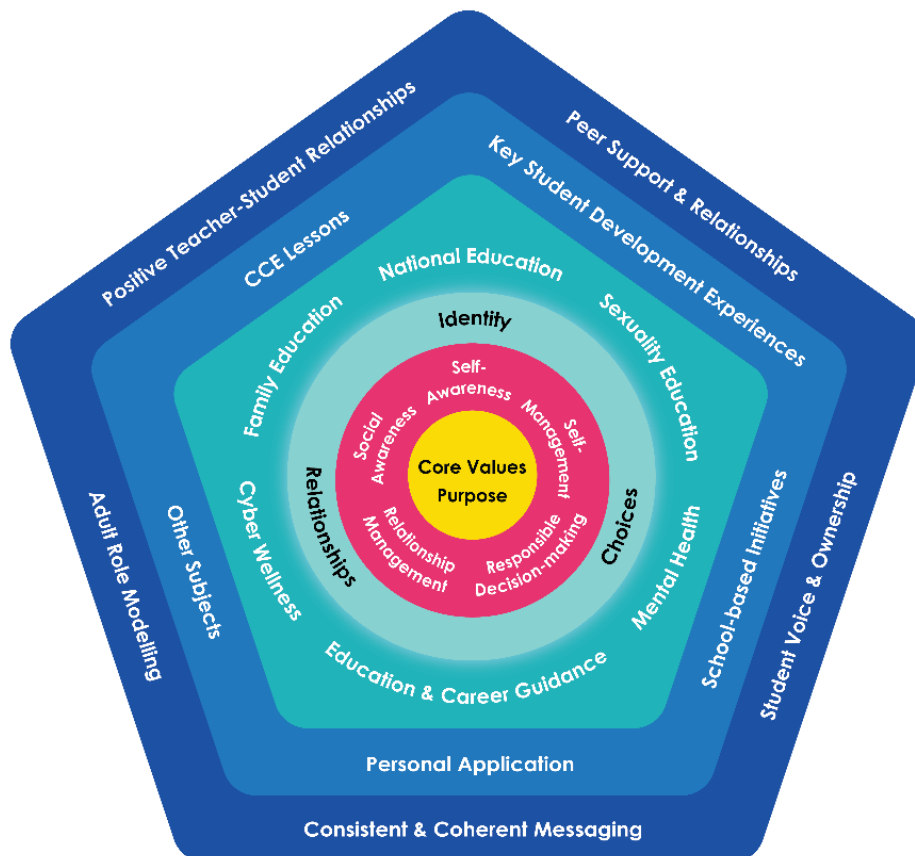 Positive Teacher-Student Relationships
Peer Support & Relationships
Adult Role Modelling
Student Voice & Ownership
Consistent & Coherent Messaging
CCE Lessons
Key Student Development Experiences
Other Subjects
School-based Initiatives
Personal Application
National Education
Family Education
Sexuality Education
Cyber Wellness
Mental Health
Education & Career Guidance
Identity
Relationships
Choices
Self-
Awareness
Social
Awareness
Self-
Management
Relationship
Management
Responsible
Decision-making
Core Values
Purpose